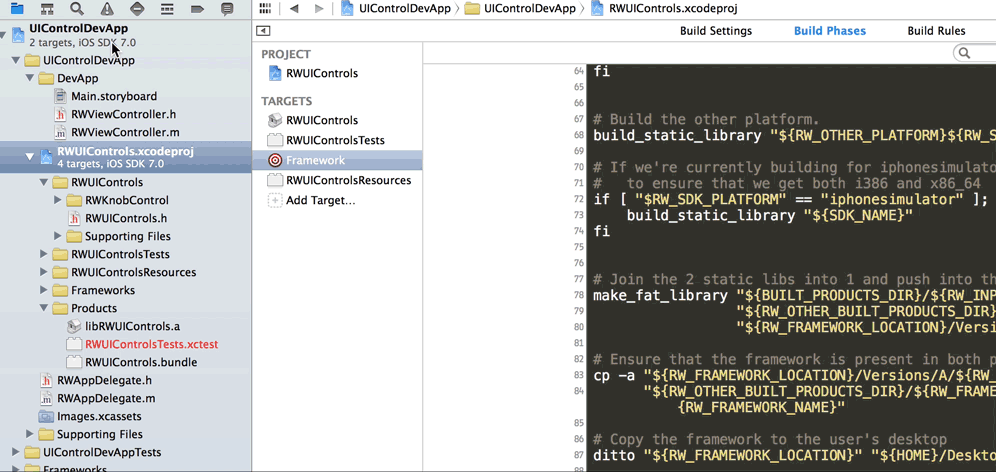 UIControlDevApp
2 targets, iOS SDK 7.0
UIControlDevApp
DevApp
Main.storyboard
RWViewController.h
RWViewController.m
RWUIControls.xcodeproj
4 targets, iOS SDK 7.0
RWUIControls
RWKnobControl
RWUIControls.h
Supporting Files
RWUIControlsTests
RWUIControlsResources
Frameworks
Products
libRWUIControls.a
RWUIControlsTests.xctest
RWUIControls.bundle
RWAppDelegate.h
RWAppDelegate.m
Images.xcassets
Supporting Files
UIControlDevAppTests
Frameworks
UIControlDevApp UIControlDevApp RWUIControls.xcodeproj
Build Settings Build Phases Build Rules
PROJECT
RWUIControls
TARGETS
RWUIControls
RWUIControlsTests
Framework
RWUIControlsResources
Add Target...
64 fi
65
66
67 # Build the other platform.
68 build_static_library "${RW_OTHER_PLATFORM}${RW_S
69
70 # If we're currently building for iphonesimulato
71 #   to ensure that we get both i386 and x86_64
72 if [ "$RW_SDK_PLATFORM" == "iphonesimulator" ];
73     build_static_library "${SDK_NAME}"
74 fi
75
76
77 # Join the 2 static libs into 1 and push into th
78 make_fat_library "${BUILT_PRODUCTS_DIR}/${RW_INP
79 "${RW_OTHER_BUILT_PRODUCTS_DIR}
80 "${RW_FRAMEWORK_LOCATION}/Versi
81
82 # Ensure that the framework is present in both p
83 cp -a "${RW_FRAMEWORK_LOCATION}/Versions/A/${RW_
84 "${RW_OTHER_BUILT_PRODUCTS_DIR}/${RW_FRAME
{RW_FRAMEWORK_NAME}"
85
86 # Copy the framework to the user's desktop
87 ditto "${RW_FRAMEWORK_LOCATION}" "${HOME}/Deskto
88